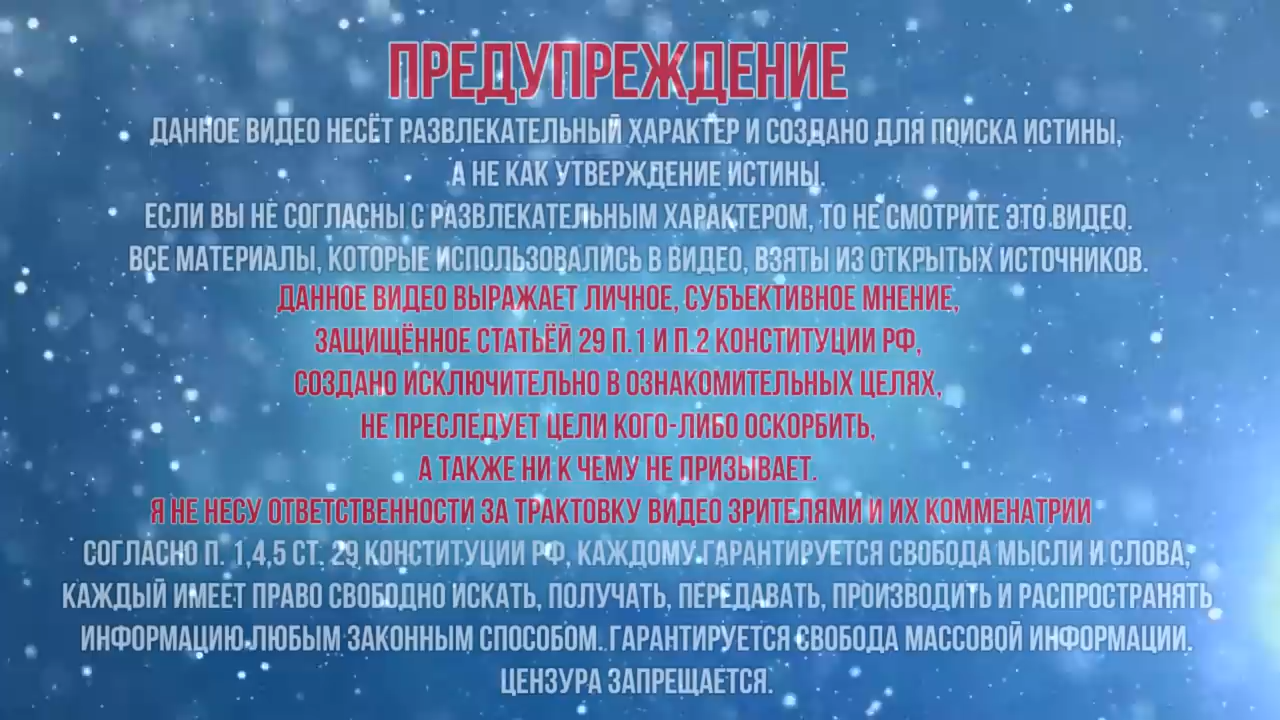 ПРЕДУПРЕЖДЕНИЕ
ДАННОЕ ВИДЕО НЕСЁТ РАЗВЛЕКАТЕЛЬНЫЙ ХАРАКТЕР И СОЗДАНО ДЛЯ ПОИСКА ИСТИНЫ,
А НЕ КАК УТВЕРЖДЕНИЕ ИСТИНЫ.
ЕСЛИ ВЫ НЕ СОГЛАСНЫ С РАЗВЛЕКАТЕЛЬНЫМ ХАРАКТЕРОМ, ТО НЕ СМОТРИТЕ ЭТО ВИДЕО.
ВСЕ МАТЕРИАЛЫ, КОТОРЫЕ ИСПОЛЬЗОВАЛИСЬ В ВИДЕО, ВЗЯТЫ ИЗ ОТКРЫТЫХ ИСТОЧНИКОВ.
ДАННОЕ ВИДЕО ВЫРАЖАЕТ ЛИЧНОЕ, СУБЪЕКТИВНОЕ МНЕНИЕ,
ЗАЩИЩЁННОЕ СТАТЬЁЙ 29 П.1 И П.2 КОНСТИТУЦИИ РФ,
СОЗДАНО ИСКЛЮЧИТЕЛЬНО В ОЗНАКОМИТЕЛЬНЫХ ЦЕЛЯХ,
НЕ ПРЕСЛЕДУЕТ ЦЕЛИ КОГО-ЛИБО ОСКОРБИТЬ,
А ТАКЖЕ НИ К ЧЕМУ НЕ ПРИЗЫВАЕТ.
Я НЕ НЕСУ ОТВЕТСТВЕННОСТИ ЗА ТРАКТОВКУ ВИДЕО ЗРИТЕЛЯМИ И ИХ КОММЕНАТРИИ
СОГЛАСНО П. 1,4,5 СТ. 29 КОНСТИТУЦИИ РФ, КАЖДОМУ ГАРАНТИРУЕТСЯ СВОБОДА МЫСЛИ И СЛОВА,
КАЖДЫЙ ИМЕЕТ ПРАВО СВОБОДНО ИСКАТЬ, ПОЛУЧАТЬ, ПЕРЕДАВАТЬ, ПРОИЗВОДИТЬ И РАСПРОСТРАНЯТЬ
ИНФОРМАЦИЮ ЛЮБЫМ ЗАКОННЫМ СПОСОБОМ. ГАРАНТИРУЕТСЯ СВОБОДА МАССОВОЙ ИНФОРМАЦИИ.
ЦЕНЗУРА ЗАПРЕЩАЕТСЯ.